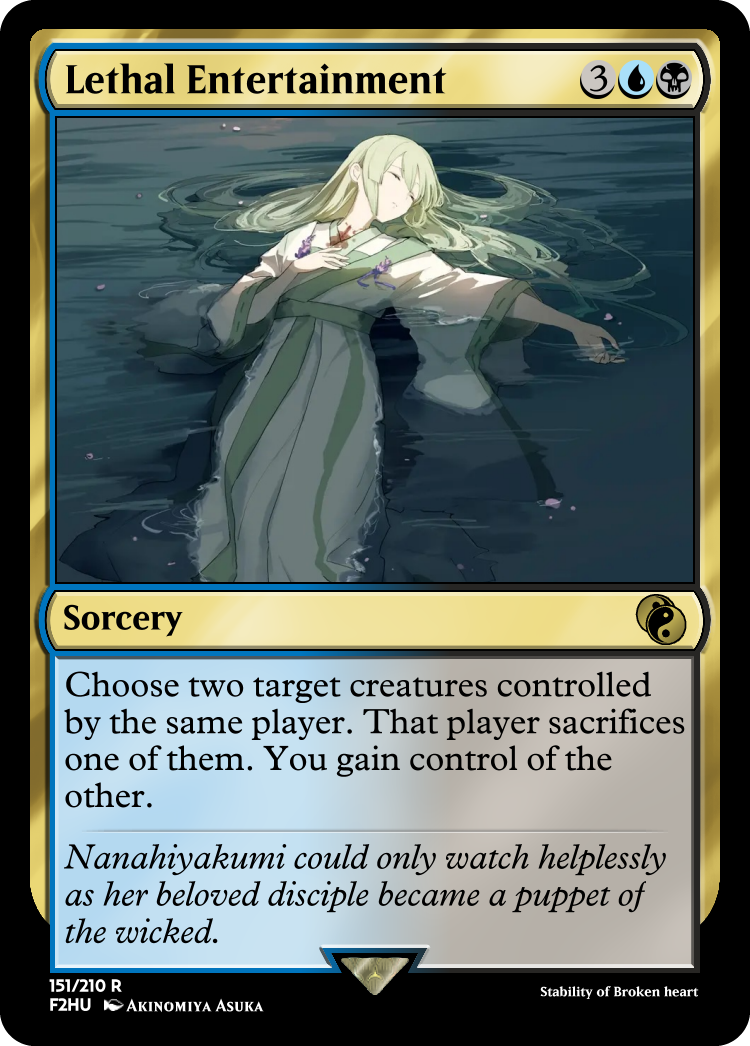 Lethal Entertainment 3
Sorcery
Choose two target creatures controlled
by the same player. That player sacrifices
one of them. You gain control of the
other.
Nanahiyakumi could only watch helplessly
as her beloved disciple became a puppet of
the wicked.
151/210 R
F2HU Akinomiya Asuka
Stability of Broken heart